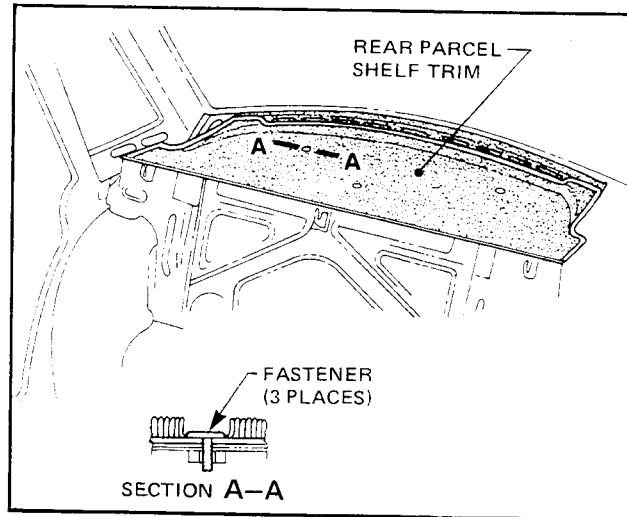 REAR PARCEL
SHELF TRIM
A A
FASTENER
(3 PLACES)
SECTION A–A